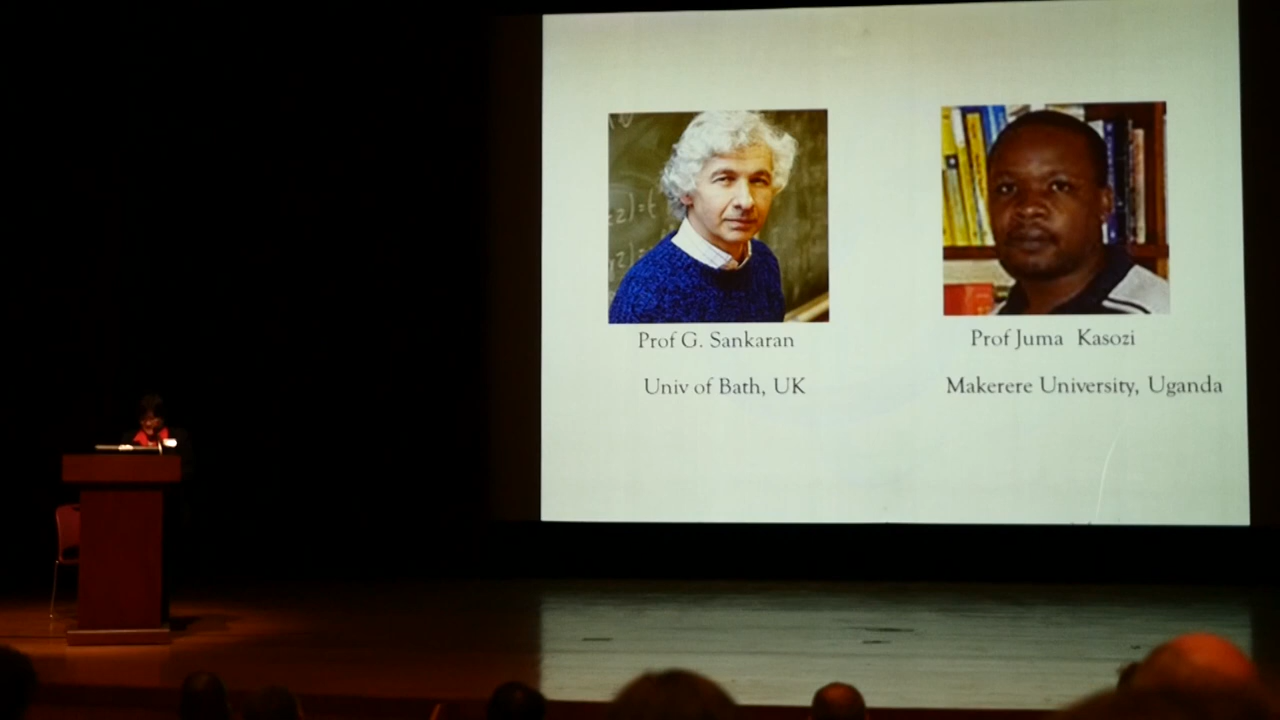 Prof G. Sankaran
Univ of Bath, UK
Prof Juma Kasozi
Makerere University, Uganda